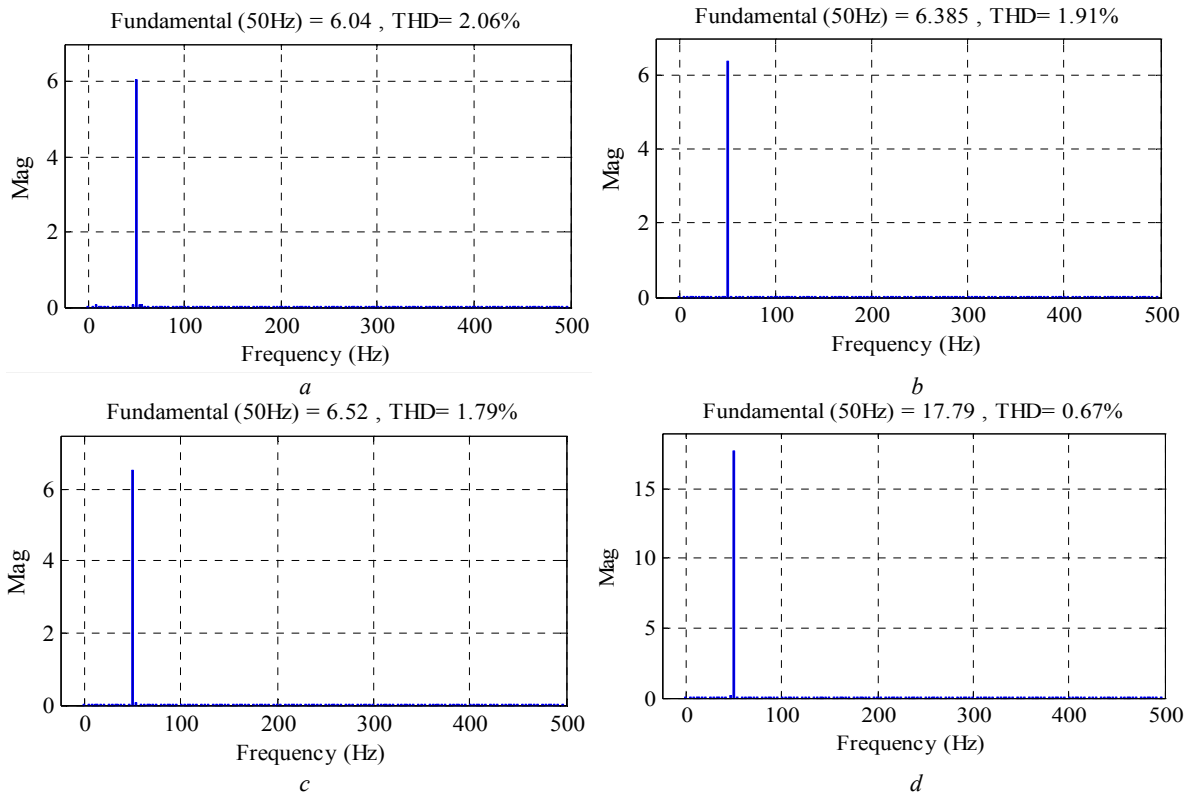 Fundamental (50Hz) = 6.04 , THD= 2.06%
6
4
2
0
Mag
0 100 200 300 400 500
Frequency (Hz)
a
Fundamental (50Hz) = 6.385 , THD= 1.91%
6
4
2
0
Mag
0 100 200 300 400 500
Frequency (Hz)
b
Fundamental (50Hz) = 6.52 , THD= 1.79%
6
4
2
0
Mag
0 100 200 300 400 500
Frequency (Hz)
c
Fundamental (50Hz) = 17.79 , THD= 0.67%
15
10
5
0
Mag
0 100 200 300 400 500
Frequency (Hz)
d